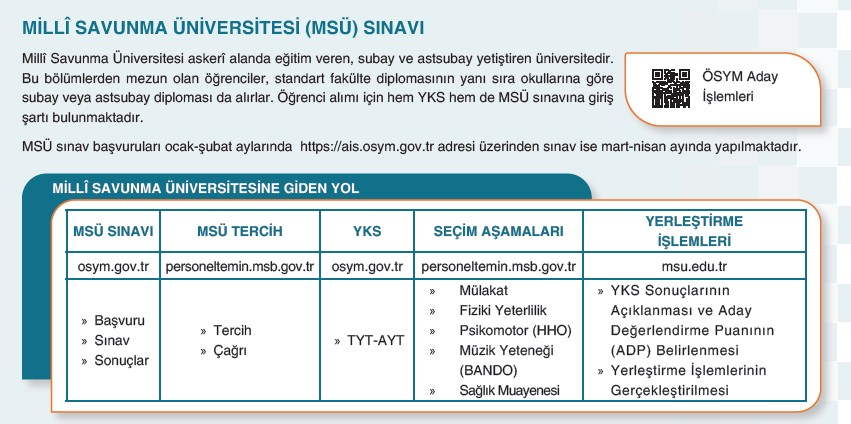 MİLLÎ SAVUNMA ÜNİVERSİTESİ (MSÜ) SINAVI
Millî Savunma Üniversitesi askerî alanda eğitim veren, subay ve astsubay yetiştiren üniversitedir.
Bu bölümlerden mezun olan öğrenciler, standart fakülte diplomasının yanı sıra okullarına göre
subay veya astsubay diploması da alırlar. Öğrenci alımı için hem YKS hem de MSÜ sınavına giriş
şartı bulunmaktadır.
ÖSYM Aday
İşlemleri
MSÜ sınav başvuruları ocak-şubat aylarında https://ais.osym.gov.tr adresi üzerinden sınav ise mart-nisan ayında yapılmaktadır.
MİLLÎ SAVUNMA ÜNİVERSİTESİNE GİDEN YOL
MSÜ SINAVI
MSÜ TERCİH
YKS
SEÇİM AŞAMALARI
YERLEŞTİRME
İŞLEMLERİ
osym.gov.tr
personeltemin.msb.gov.tr
osym.gov.tr
personeltemin.msb.gov.tr
msu.edu.tr
» Başvuru
» Sınav
» Sonuçlar
» Tercih
» Çağrı
» TYT-AYT
» Mülakat
» Fiziki Yeterlilik
» Psikomotor (HHO)
» Müzik Yeteneği
(BANDO)
» Sağlık Muayenesi
» YKS Sonuçlarının
Açıklanması ve Aday
Değerlendirme Puanının
(ADP) Belirlenmesi
» Yerleştirme İşlemlerinin
Gerçekleştirilmesi